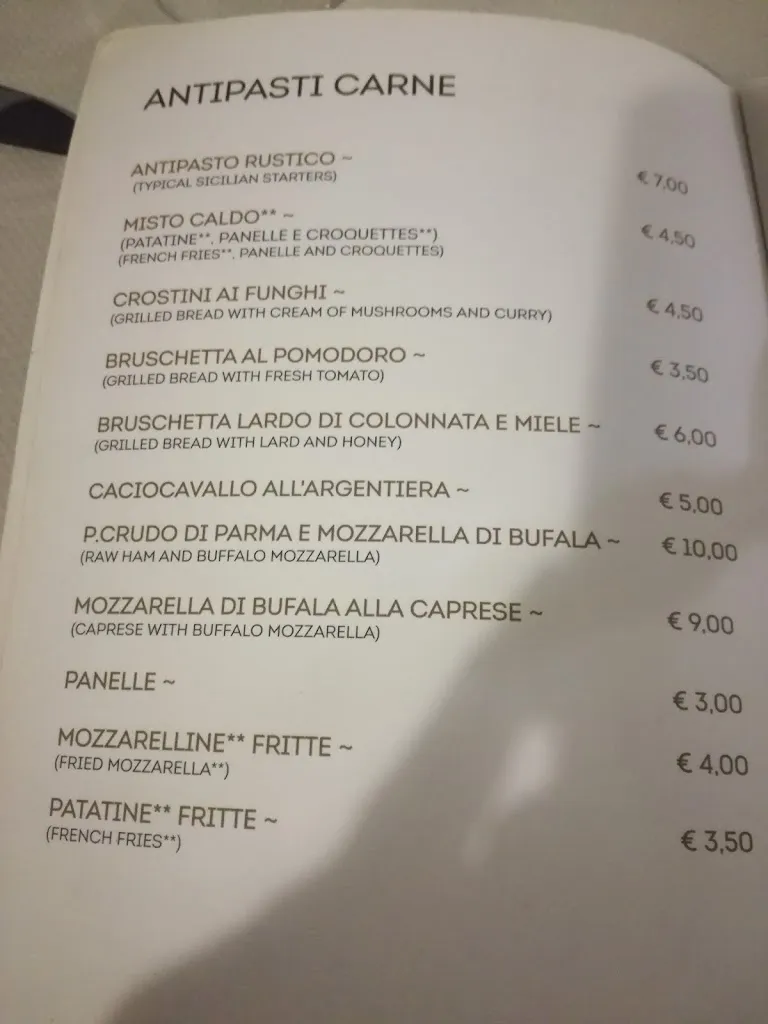 ANTIPASTI CARNE
ANTIPASTO RUSTICO ~ € 7,00
(TYPICAL SICILIAN STARTERS)
MISTO CALDO** ~ € 4,50
(PATATINE**, PANELLE E CROQUETTES**)
(FRENCH FRIES**, PANELLE AND CROQUETTES)
CROSTINI AI FUNGHI ~ € 4,50
(GRILLED BREAD WITH CREAM OF MUSHROOMS AND CURRY)
BRUSCHETTA AL POMODORO ~ € 3,50
(GRILLED BREAD WITH FRESH TOMATO)
BRUSCHETTA LARDO DI COLONNATA E MIELE ~ € 6,00
(GRILLED BREAD WITH LARD AND HONEY)
CACIOCAVALLO ALL'ARGENTIERA ~ € 5,00
P.CRUDO DI PARMA E MOZZARELLA DI BUFALA ~ € 10,00
(RAW HAM AND BUFFALO MOZZARELLA)
MOZZARELLA DI BUFALA ALLA CAPRESE ~ € 9,00
(CAPRESE WITH BUFFALO MOZZARELLA)
PANELLE ~ € 3,00
MOZZARELLINE** FRITTE ~ € 4,00
(FRIED MOZZARELLA**)
PATATINE** FRITTE ~ € 3,50
(FRENCH FRIES**)